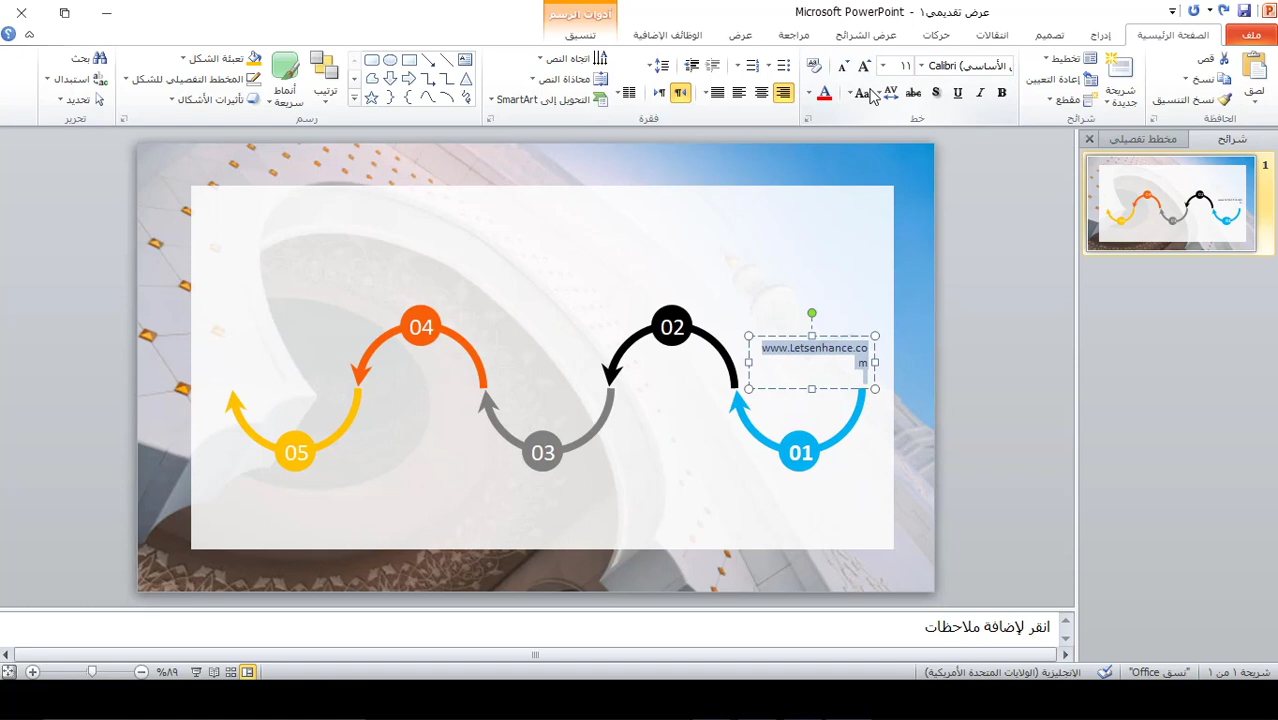 عرض تقديمي١ - Microsoft PowerPoint
أدوات الرسم
ملف
الصفحة الرئيسية
إدراج
تصميم
انتقالات
حركات
عرض الشرائح
مراجعة
عرض
الوظائف الإضافية
تنسيق
لصق
قص
نسخ
نسخ التنسيق
الحافظة
شريحة جديدة
تخطيط
إعادة التعيين
مقطع
شرائح
Calibri (الأساسي)
١١
خط
اتجاه النص
محاذاة النص
التحويل إلى SmartArt
فقرة
ترتيب
أنماط سريعة
تعبئة الشكل
المخطط التفصيلي للشكل
تأثيرات الأشكال
رسم
بحث
استبدال
تحديد
تحرير
شرائح
مخطط تفصيلي
1
04
02
www.Letsenhance.co
m
05
03
01
انقر لإضافة ملاحظات
شريحة ١ من ١
"نسق Office"
الإنجليزية (الولايات المتحدة الأمريكية)
٨٩%